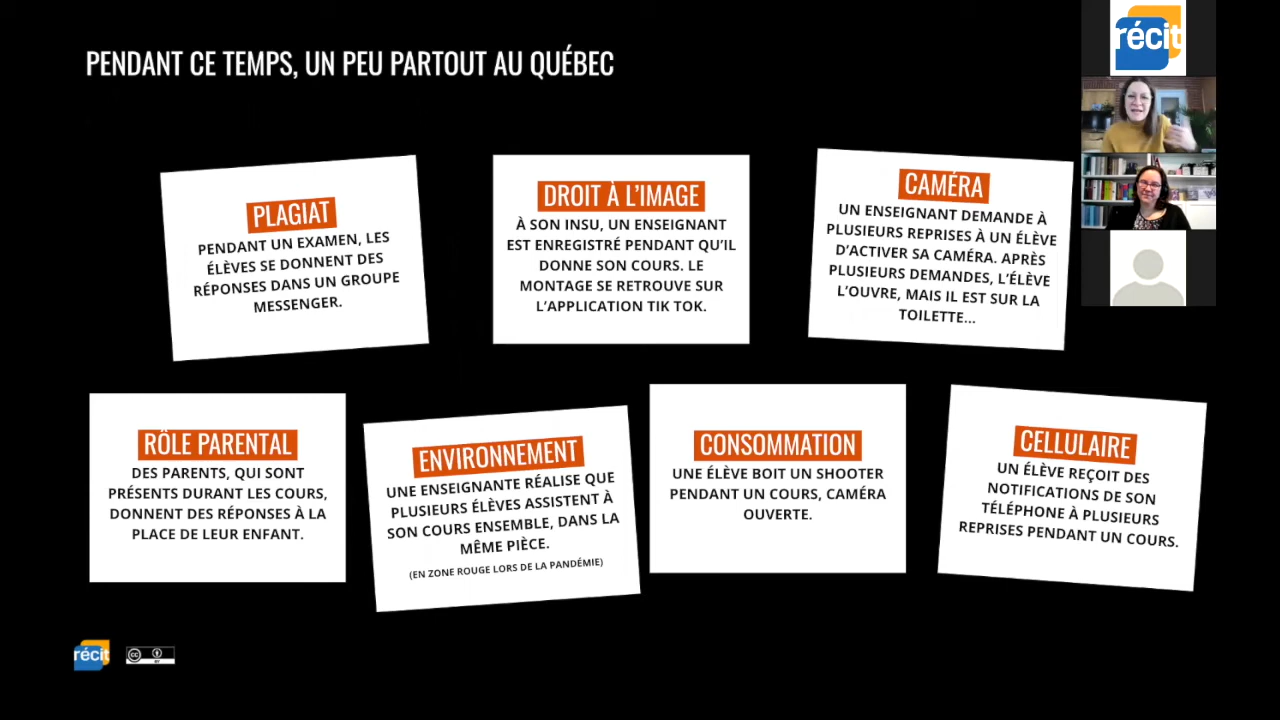 PENDANT CE TEMPS, UN PEU PARTOUT AU QUÉBEC
récit
PLAGIAT
PENDANT UN EXAMEN, LES
ÉLÈVES SE DONNENT DES
RÉPONSES DANS UN GROUPE
MESSENGER.
DROIT À L'IMAGE
À SON INSU, UN ENSEIGNANT
EST ENREGISTRÉ PENDANT QU'IL
DONNE SON COURS. LE
MONTAGE SE RETROUVE SUR
L'APPLICATION TIK TOK.
CAMÉRA
UN ENSEIGNANT DEMANDE À
PLUSIEURS REPRISES À UN ÉLÈVE
D'ACTIVER SA CAMÉRA. APRÈS
PLUSIEURS DEMANDES, L'ÉLÈVE
L'OUVRE, MAIS IL EST SUR LA
TOILETTE...
RÔLE PARENTAL
DES PARENTS, QUI SONT
PRÉSENTS DURANT LES COURS,
DONNENT DES RÉPONSES À LA
PLACE DE LEUR ENFANT.
ENVIRONNEMENT
UNE ENSEIGNANTE RÉALISE QUE
PLUSIEURS ÉLÈVES ASSISTENT À
SON COURS ENSEMBLE, DANS LA
MÊME PIÈCE.
(EN ZONE ROUGE LORS DE LA PANDÉMIE)
CONSOMMATION
UNE ÉLÈVE BOIT UN SHOOTER
PENDANT UN COURS, CAMÉRA
OUVERTE.
CELLULAIRE
UN ÉLÈVE REÇOIT DES
NOTIFICATIONS DE SON
TÉLÉPHONE À PLUSIEURS
REPRISES PENDANT UN COURS.
récit
cc BY